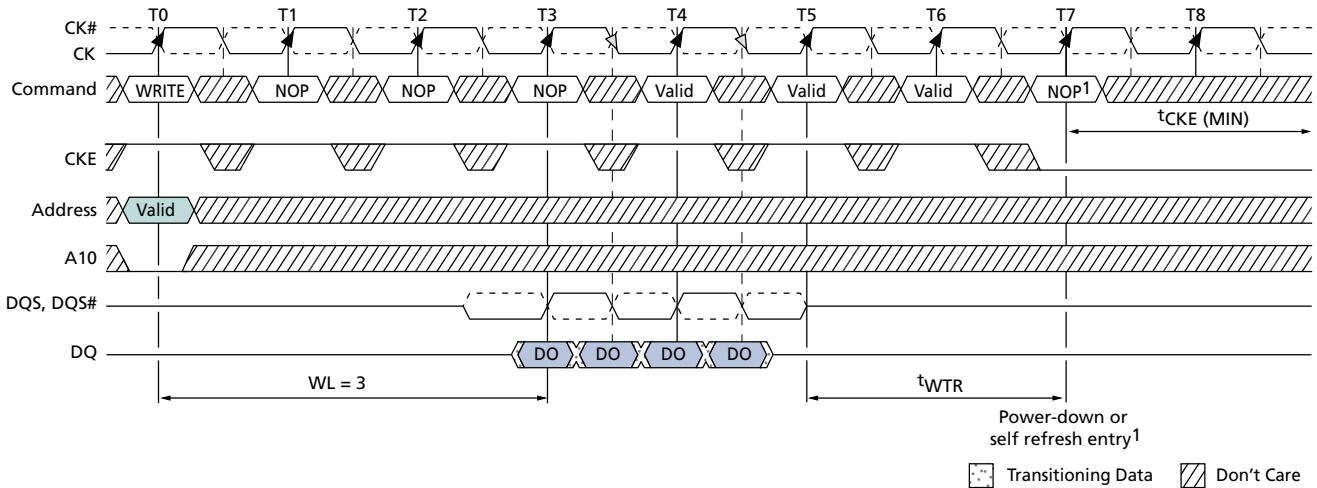 T0 T1 T2 T3 T4 T5 T6 T7 T8
CK#
CK
Command WRITE NOP NOP NOP Valid Valid Valid NOP1
tCKE (MIN)
CKE
Address Valid
A10
DQS, DQS#
DQ DO DO DO DO
WL = 3 tWTR
Power-down or
self refresh entry1
Transitioning Data Don't Care